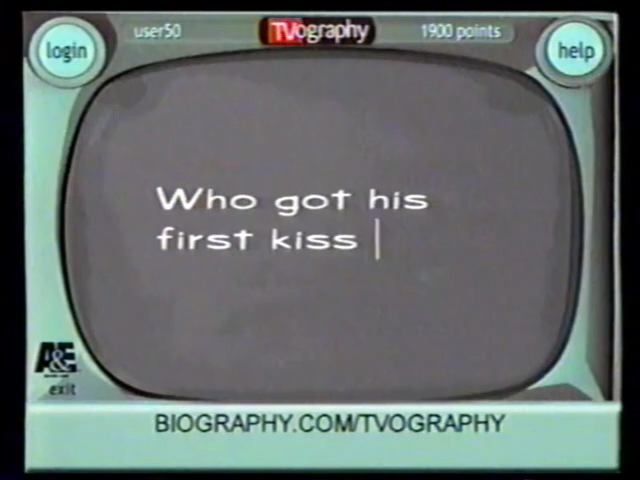 login
user50
TVography
1900 points
help
Who got his
first kiss
A&E
exit
BIOGRAPHY.COM/TVOGRAPHY